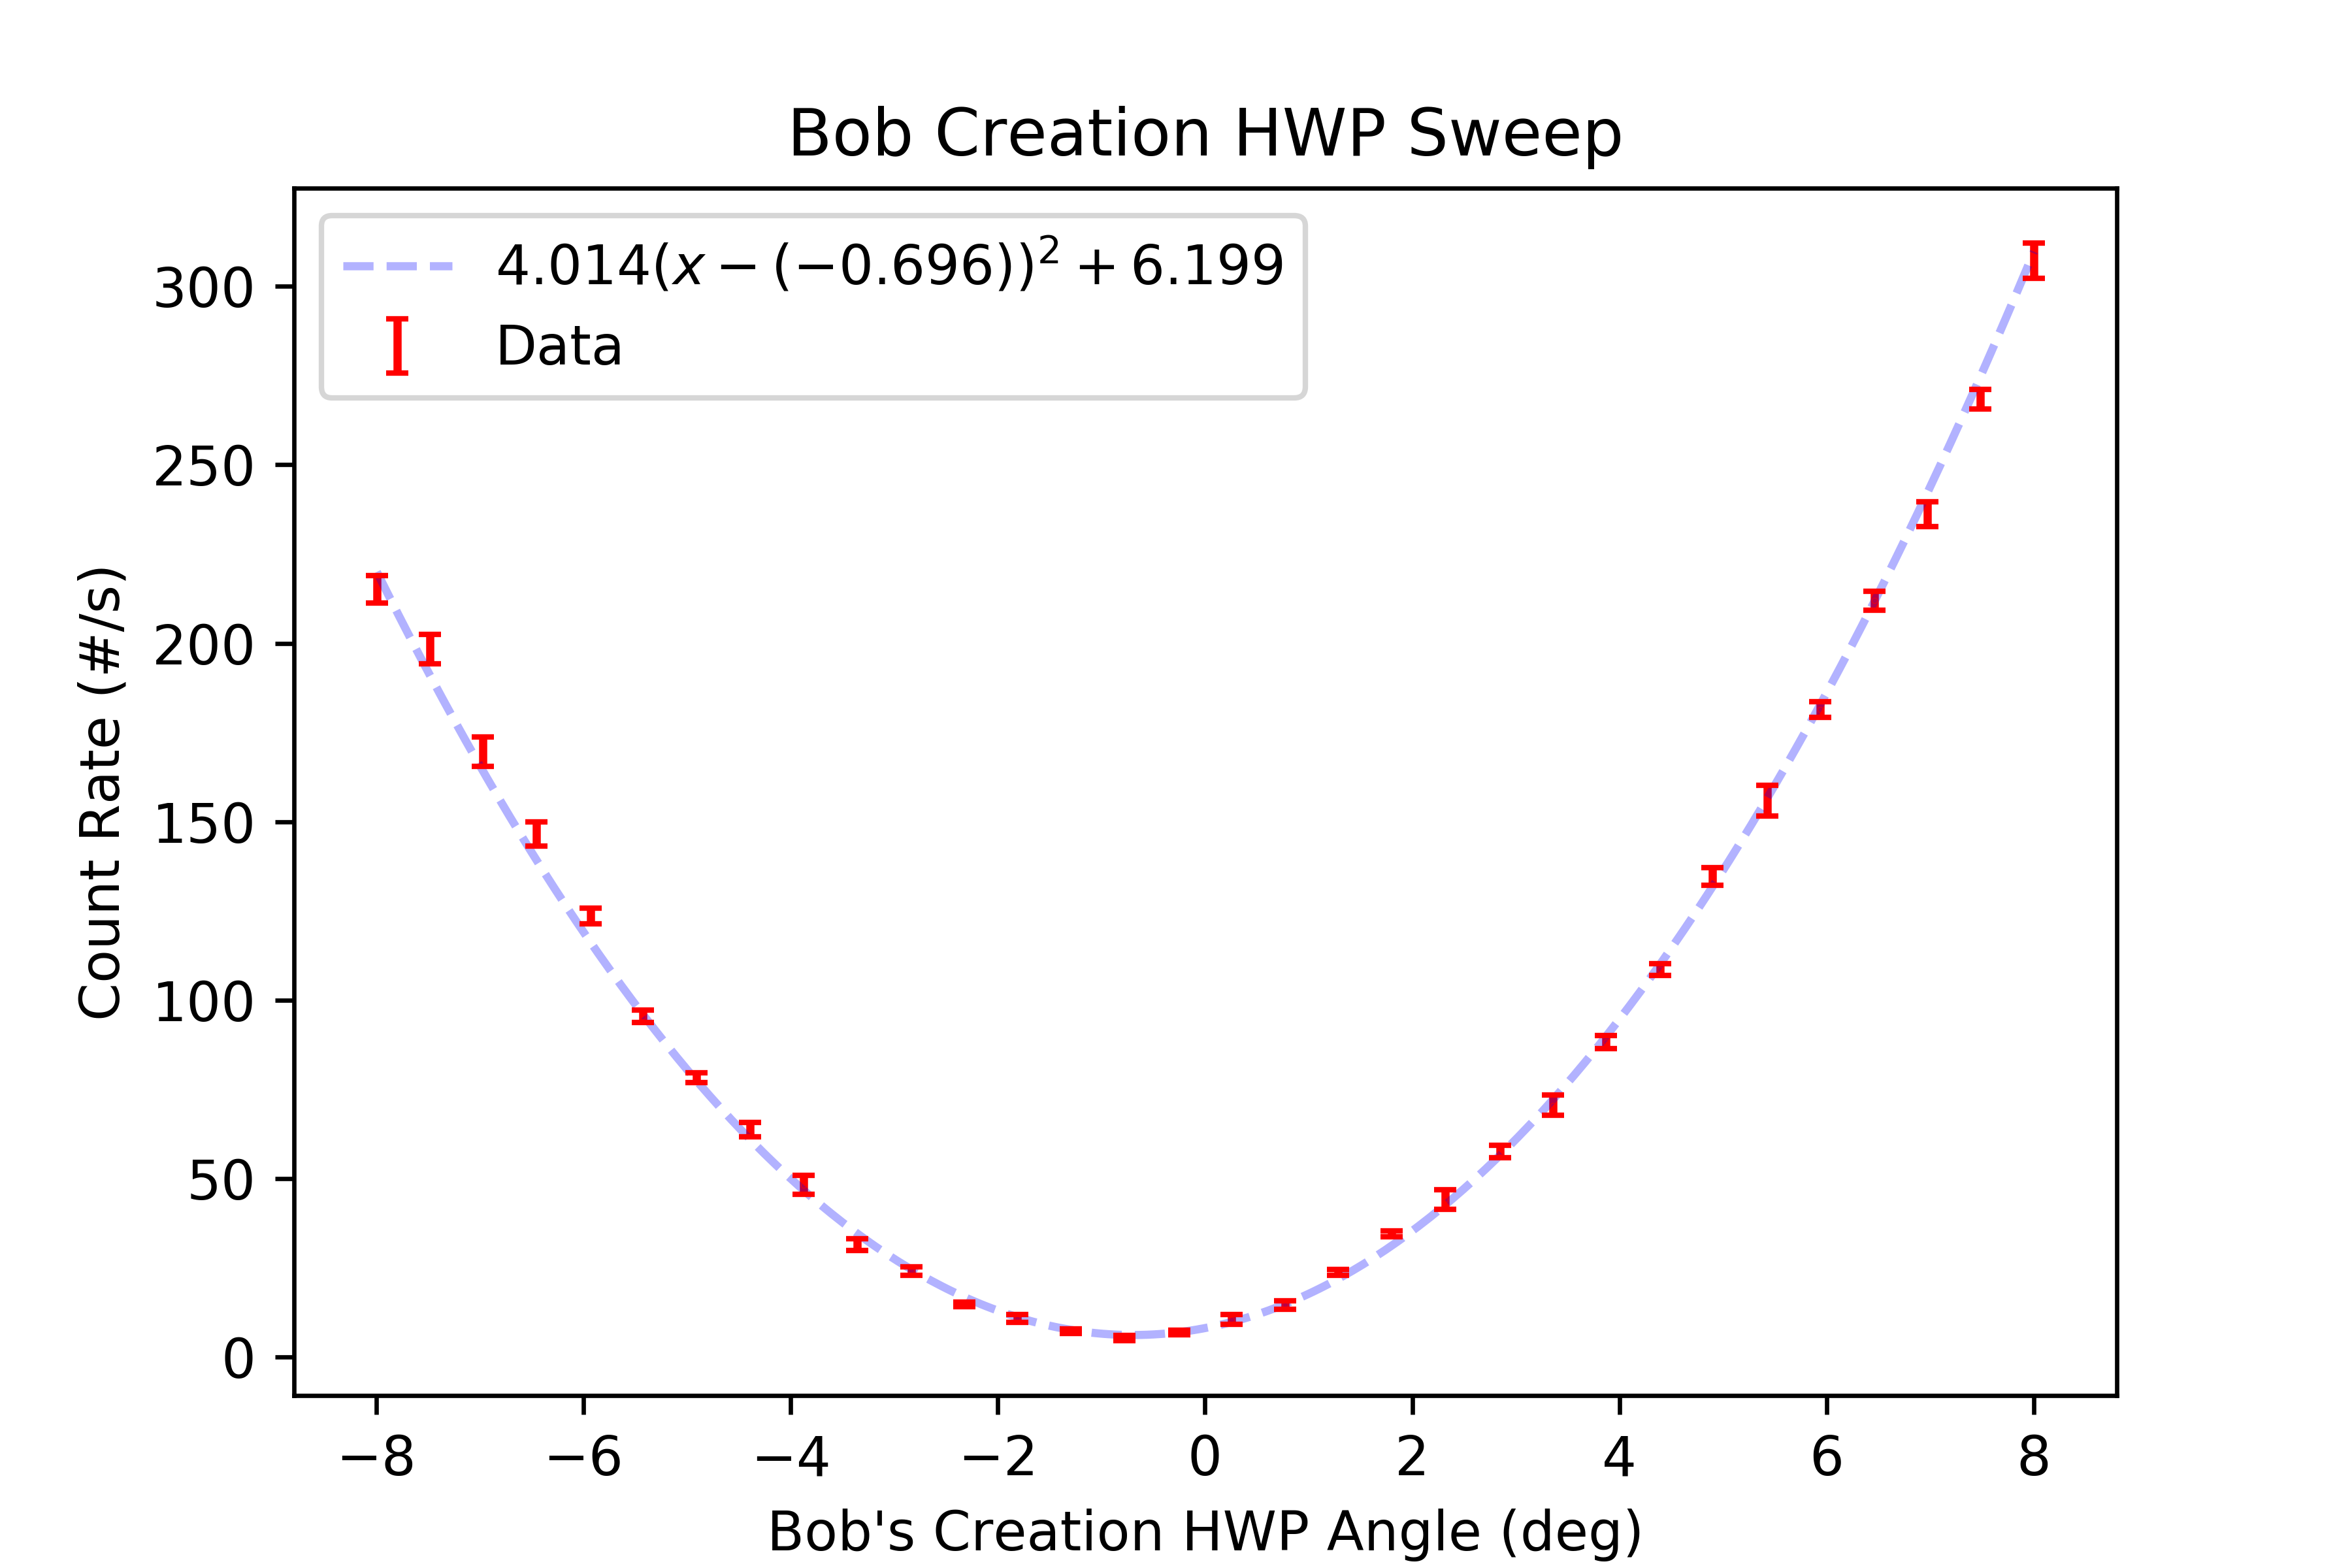 Bob Creation HWP Sweep
4.014(x − (−0.696))² + 6.199
Data
Count Rate (#/s)
300
250
200
150
100
50
0
−8 −6 −4 −2 0 2 4 6 8
Bob's Creation HWP Angle (deg)